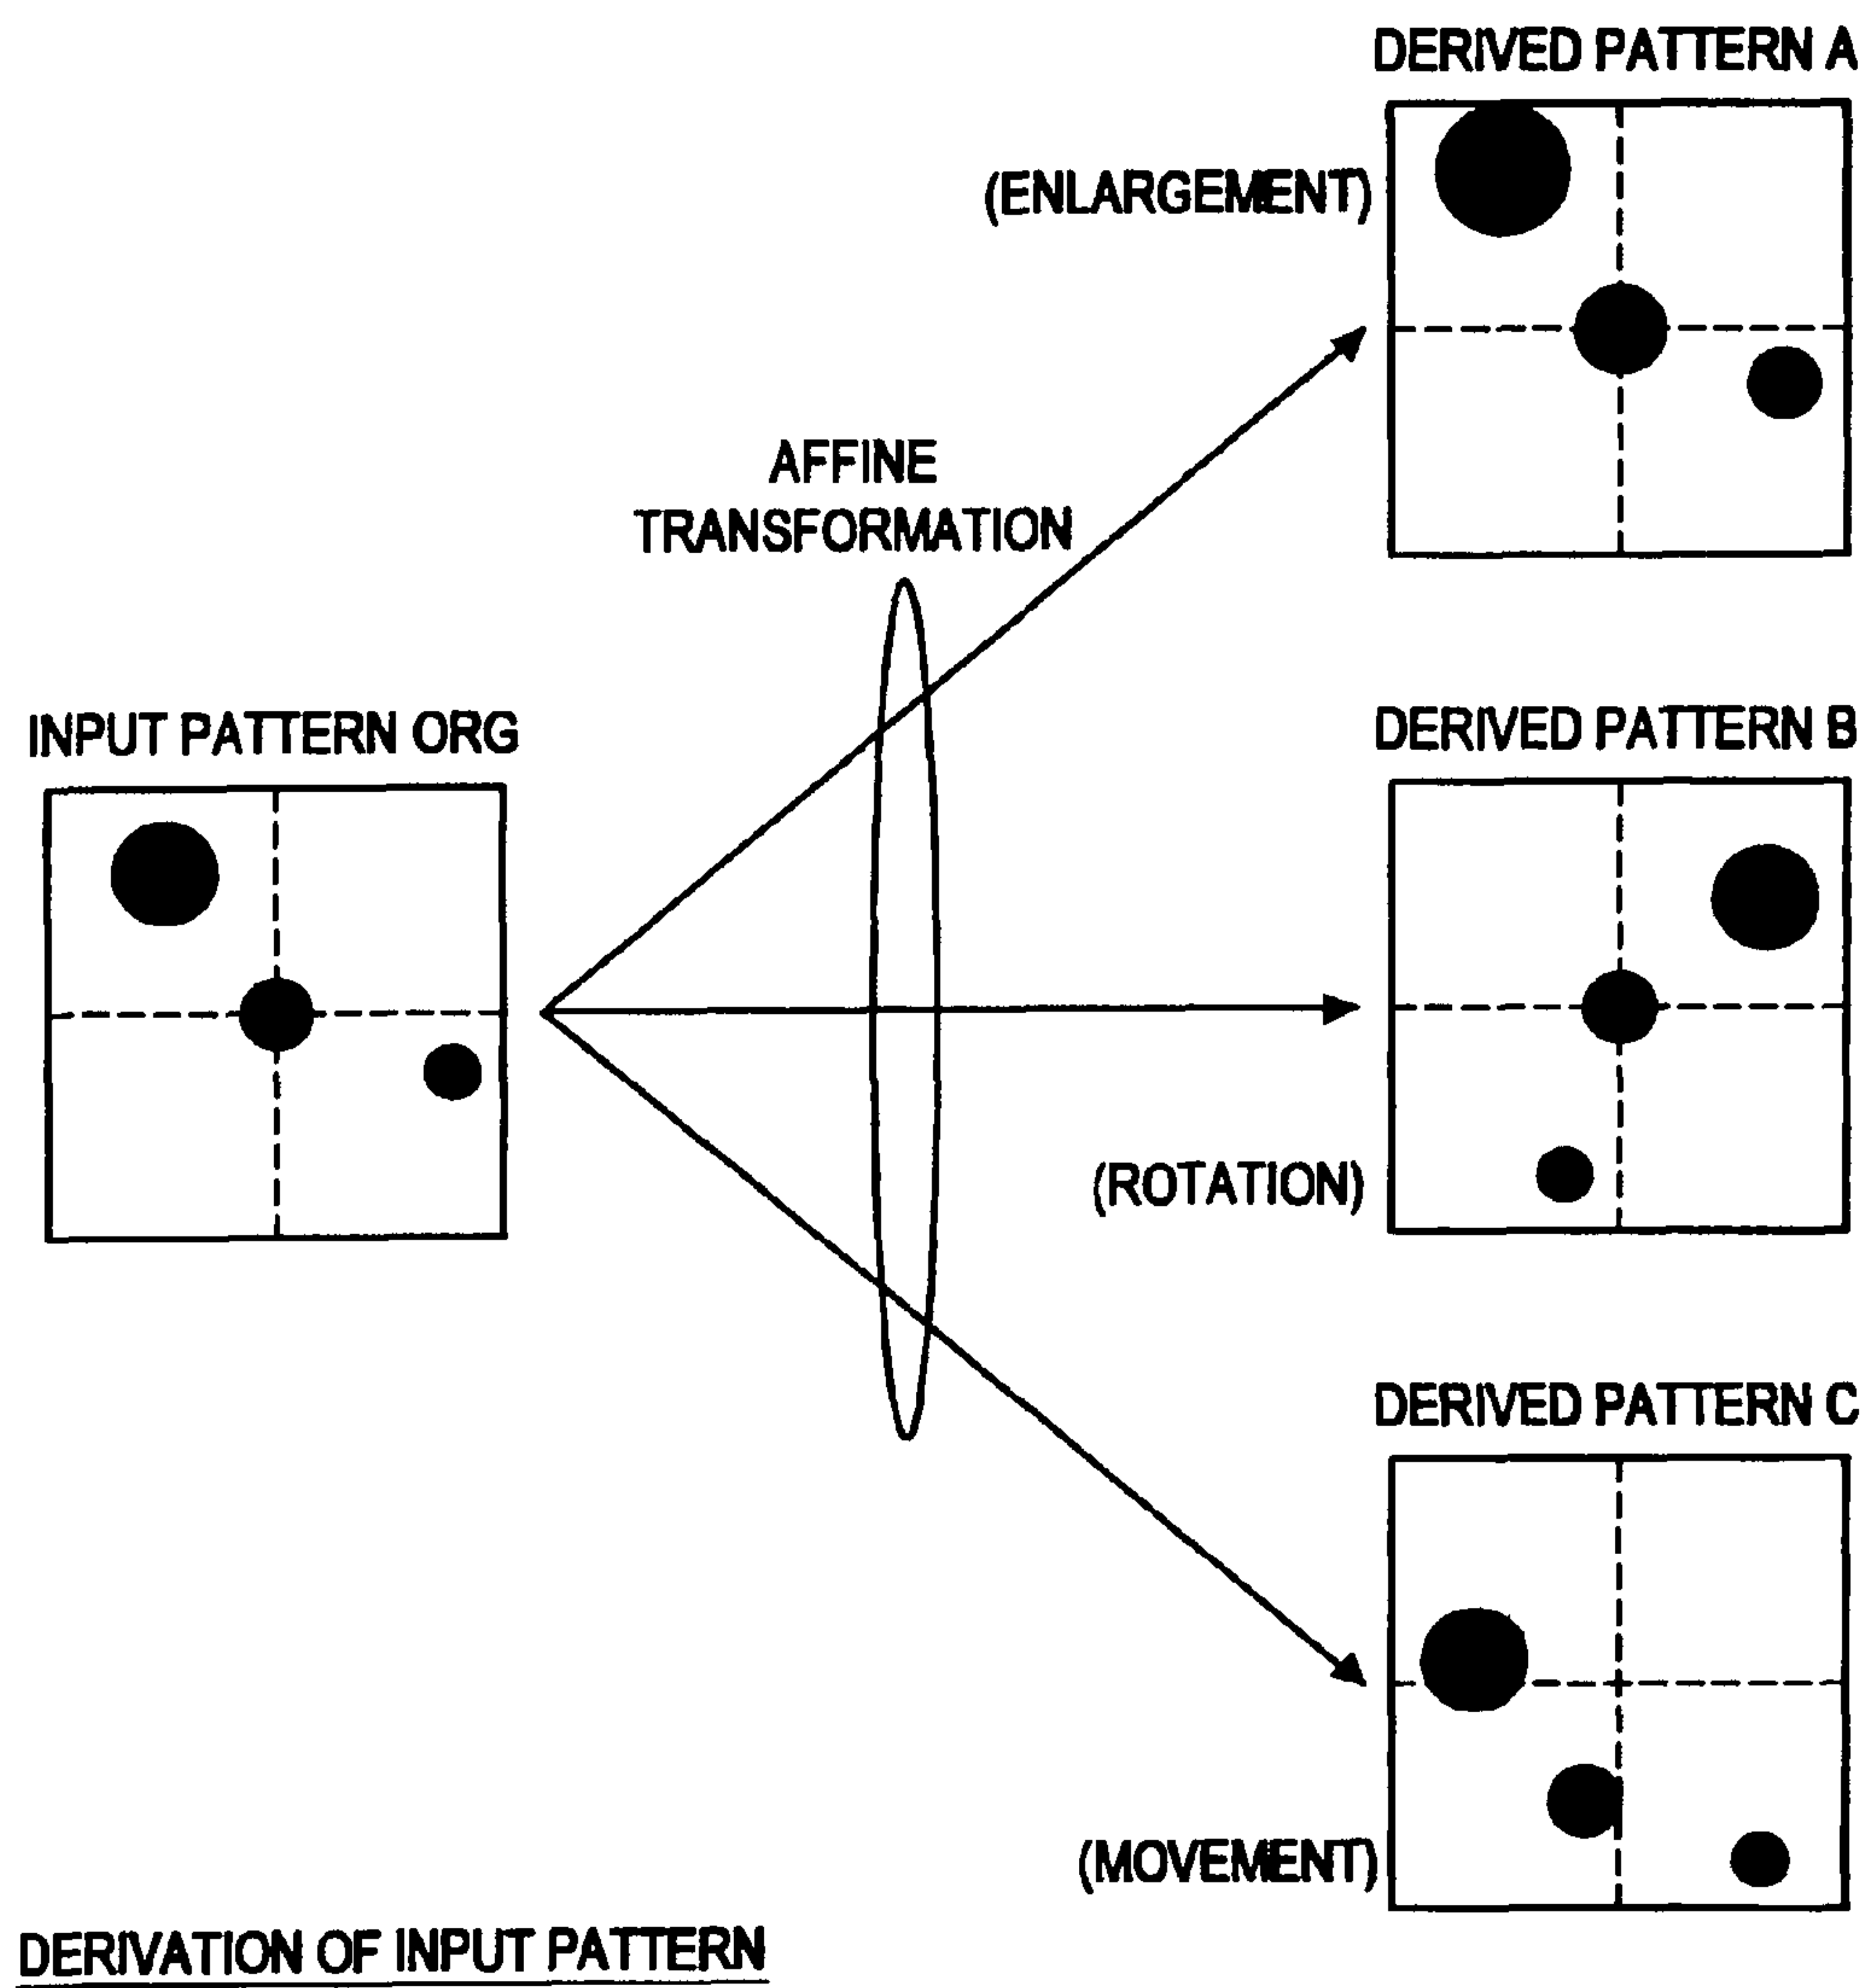 DERIVED PATTERN A
(ENLARGEMENT)
AFFINE
TRANSFORMATION
INPUT PATTERN ORG
DERIVED PATTERN B
(ROTATION)
DERIVED PATTERN C
(MOVEMENT)
DERIVATION OF INPUT PATTERN